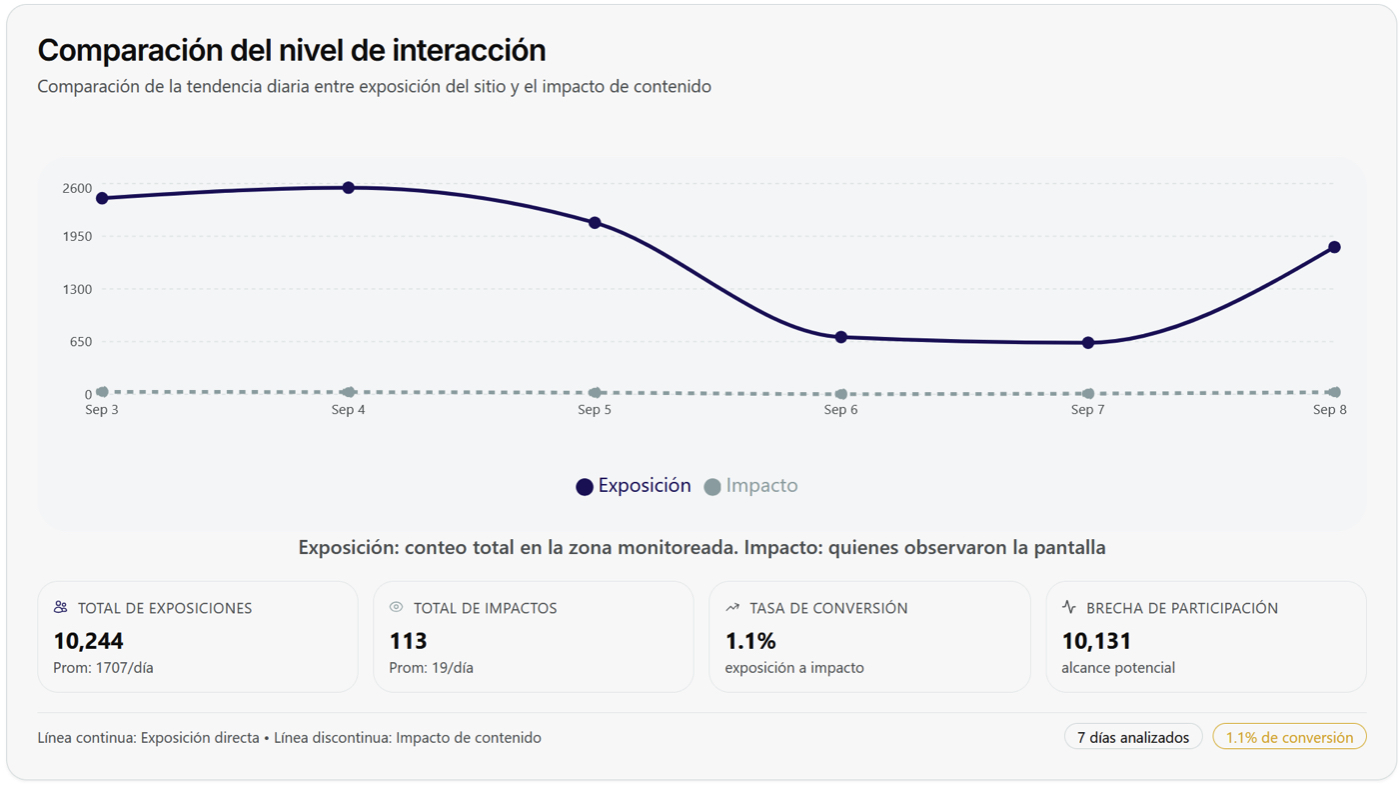 Comparación del nivel de interacción
Comparación de la tendencia diaria entre exposición del sitio y el impacto de contenido
2600
1950
1300
650
0
Sep 3 Sep 4 Sep 5 Sep 6 Sep 7 Sep 8
Exposición Impacto
Exposición: conteo total en la zona monitoreada. Impacto: quienes observaron la pantalla
TOTAL DE EXPOSICIONES
10,244
Prom: 1707/día
TOTAL DE IMPACTOS
113
Prom: 19/día
TASA DE CONVERSIÓN
1.1%
exposición a impacto
BRECHA DE PARTICIPACIÓN
10,131
alcance potencial
Línea continua: Exposición directa • Línea discontinua: Impacto de contenido
7 días analizados
1.1% de conversión